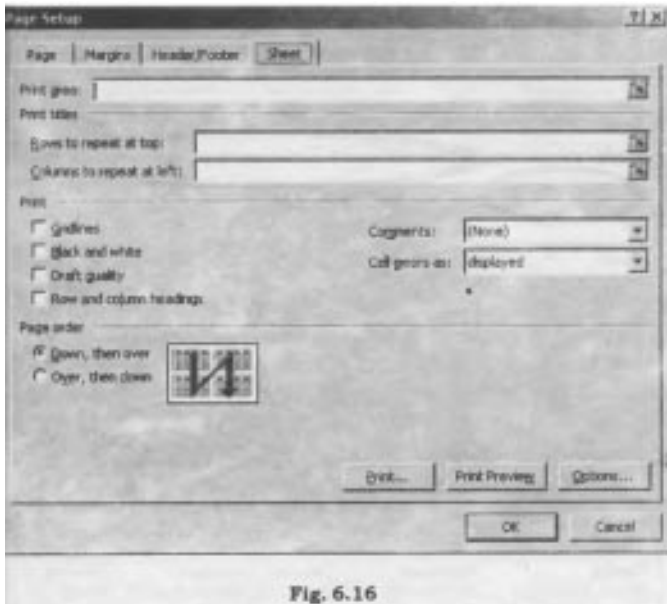 Page Setup ? X
Page Margins Header/Footer Sheet
Print area:
Print titles
Rows to repeat at top:
Columns to repeat at left:
Print
Gridlines
Black and white
Draft quality
Row and column headings
Comments: (None)
Cell errors as: displayed
Page order
Down, then over
Over, then down
Print... Print Preview Options...
OK Cancel
Fig. 6.16